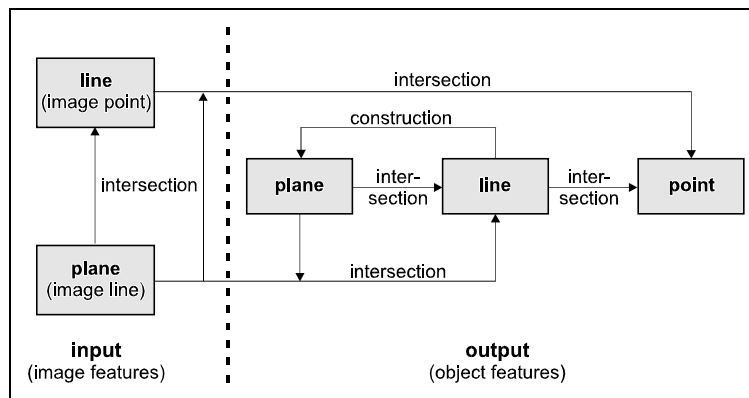 line
(image point)
intersection
construction
intersection
plane
inter-
section
line
inter-
section
point
plane
(image line)
intersection
input
(image features)
output
(object features)